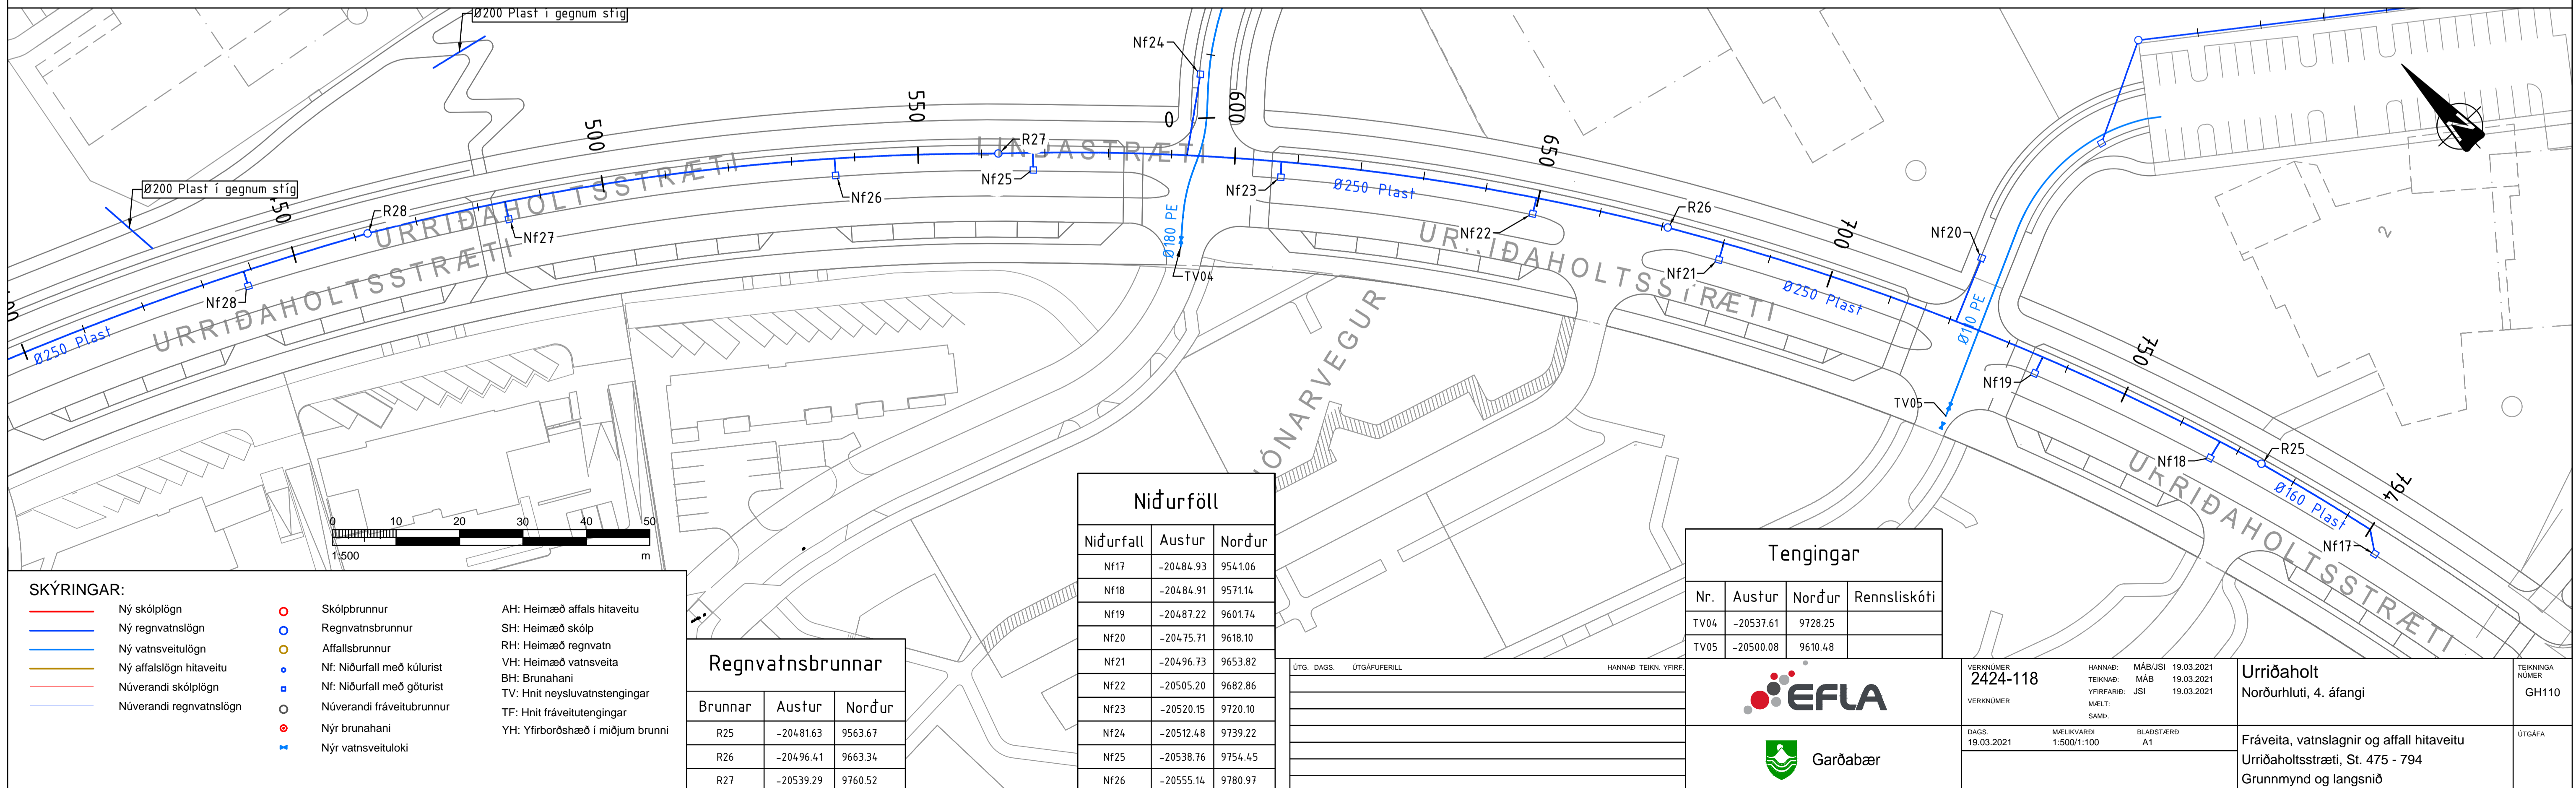 Ø200 Plast í gegnum stíg
Ø200 Plast í gegnum stíg
Nf24
0
450
500
550
600
650
700
750
794
R28
R27
R26
R25
Nf28
Nf27
Nf26
Nf25
Nf23
Nf22
Nf21
Nf20
Nf19
Nf18
Nf17
TV04
TV05
Ø250 Plast
Ø250 Plast
Ø250 Plast
Ø160 Plast
Ø180 PE
Ø110 PE
URRIÐAHOLTSSTRÆTI
URRIÐAHOLTSSTRÆTI
LINDASTRÆTI
URRIÐAHOLTSSTRÆTI
URRIÐAHOLTSSTRÆTI
JÓNARVEGUR
2
N
0 10 20 30 40 50
1:500 m
SKÝRINGAR:
Ný skólplögn
Ný regnvatnslögn
Ný vatnsveitulögn
Ný affalslögn hitaveitu
Núverandi skólplögn
Núverandi regnvatnslögn
Skólpbrunnur
Regnvatnsbrunnur
Affallsbrunnur
Nf: Niðurfall með kúlurist
Nf: Niðurfall með göturist
Núverandi fráveitubrunnur
Nýr brunahani
Nýr vatnsveituloki
AH: Heimæð affals hitaveitu
SH: Heimæð skólp
RH: Heimæð regnvatn
VH: Heimæð vatnsveita
BH: Brunahani
TV: Hnit neysluvatnstengingar
TF: Hnit fráveitutengingar
YH: Yfirborðshæð í miðjum brunni
Regnvatnsbrunnar
Brunnar Austur Norður
R25 -20481.63 9563.67
R26 -20496.41 9663.34
R27 -20539.29 9760.52
Niðurföll
Niðurfall Austur Norður
Nf17 -20484.93 9541.06
Nf18 -20484.91 9571.14
Nf19 -20487.22 9601.74
Nf20 -20475.71 9618.10
Nf21 -20496.73 9653.82
Nf22 -20505.20 9682.86
Nf23 -20520.15 9720.10
Nf24 -20512.48 9739.22
Nf25 -20538.76 9754.45
Nf26 -20555.14 9780.97
Tengingar
Nr. Austur Norður Rennsliskóti
TV04 -20537.61 9728.25
TV05 -20500.08 9610.48
ÚTG. DAGS. ÚTGÁFUFERILL HANNAÐ TEIKN. YFIRF.
EFLA
Garðabær
VERKNÚMER
2424-118
VERKNÚMER
HANNAÐ: MÁB/JSI 19.03.2021
TEIKNAÐ: MÁB 19.03.2021
YFIRFARIÐ: JSI 19.03.2021
MÆLT:
SAMÞ.
DAGS. MÆLIKVARÐI BLAÐSTÆRÐ
19.03.2021 1:500/1:100 A1
Urriðaholt
Norðurhluti, 4. áfangi
Fráveita, vatnslagnir og affall hitaveitu
Urriðaholtsstræti, St. 475 - 794
Grunnmynd og langsnið
TEIKNINGA
NÚMER
GH110
ÚTGÁFA